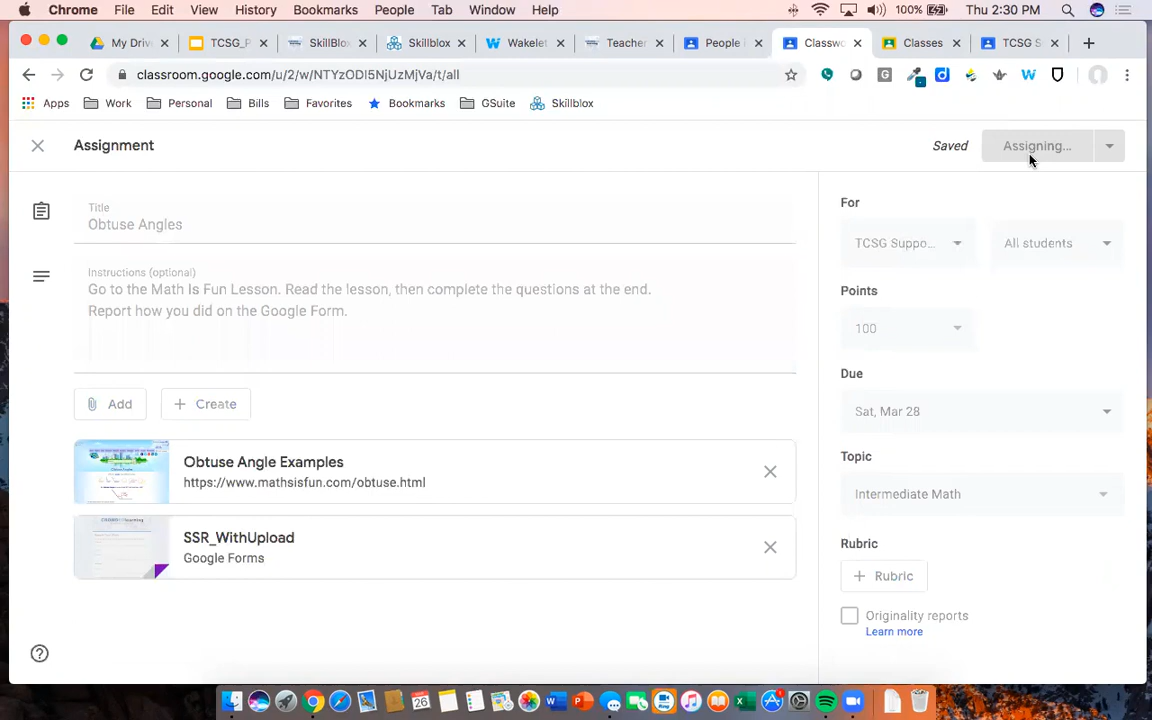 Chrome File Edit View History Bookmarks People Tab Window Help 100% Thu 2:30 PM
My Driv TCSG_P Skillblo Skillblox Wakelet Teacher People Classw Classes TCSG S
classroom.google.com/u/2/w/NTYzODI5NjUzMjVa/t/all
Apps Work Personal Bills Favorites Bookmarks GSuite Skillblox
Assignment Saved Assigning...
Title
Obtuse Angles
Instructions (optional)
Go to the Math Is Fun Lesson. Read the lesson, then complete the questions at the end.
Report how you did on the Google Form.
Add Create
Obtuse Angle Examples
https://www.mathsisfun.com/obtuse.html
SSR_WithUpload
Google Forms
For
TCSG Suppo... All students
Points
100
Due
Sat, Mar 28
Topic
Intermediate Math
Rubric
Rubric
Originality reports
Learn more
26